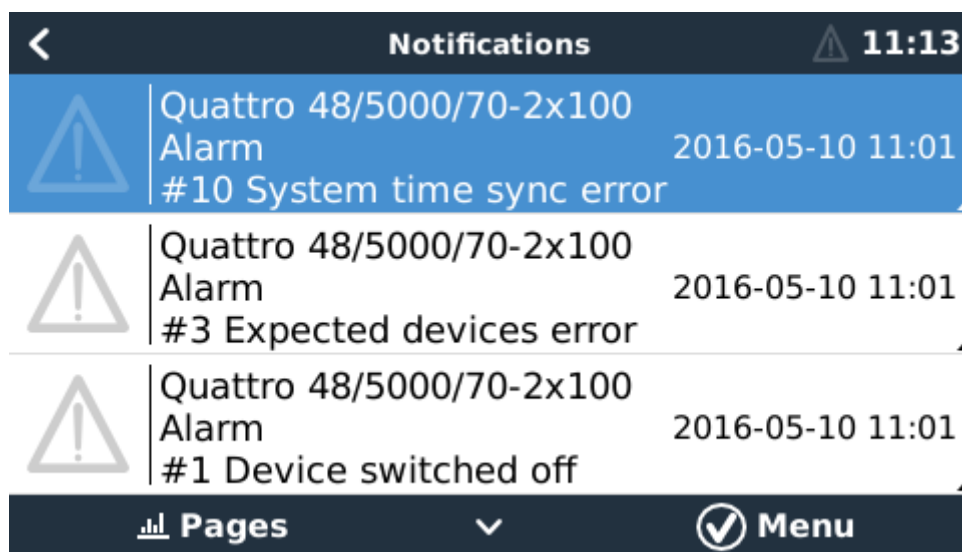 Notifications 11:13
Quattro 48/5000/70-2x100
Alarm 2016-05-10 11:01
#10 System time sync error
Quattro 48/5000/70-2x100
Alarm 2016-05-10 11:01
#3 Expected devices error
Quattro 48/5000/70-2x100
Alarm 2016-05-10 11:01
#1 Device switched off
Pages Menu